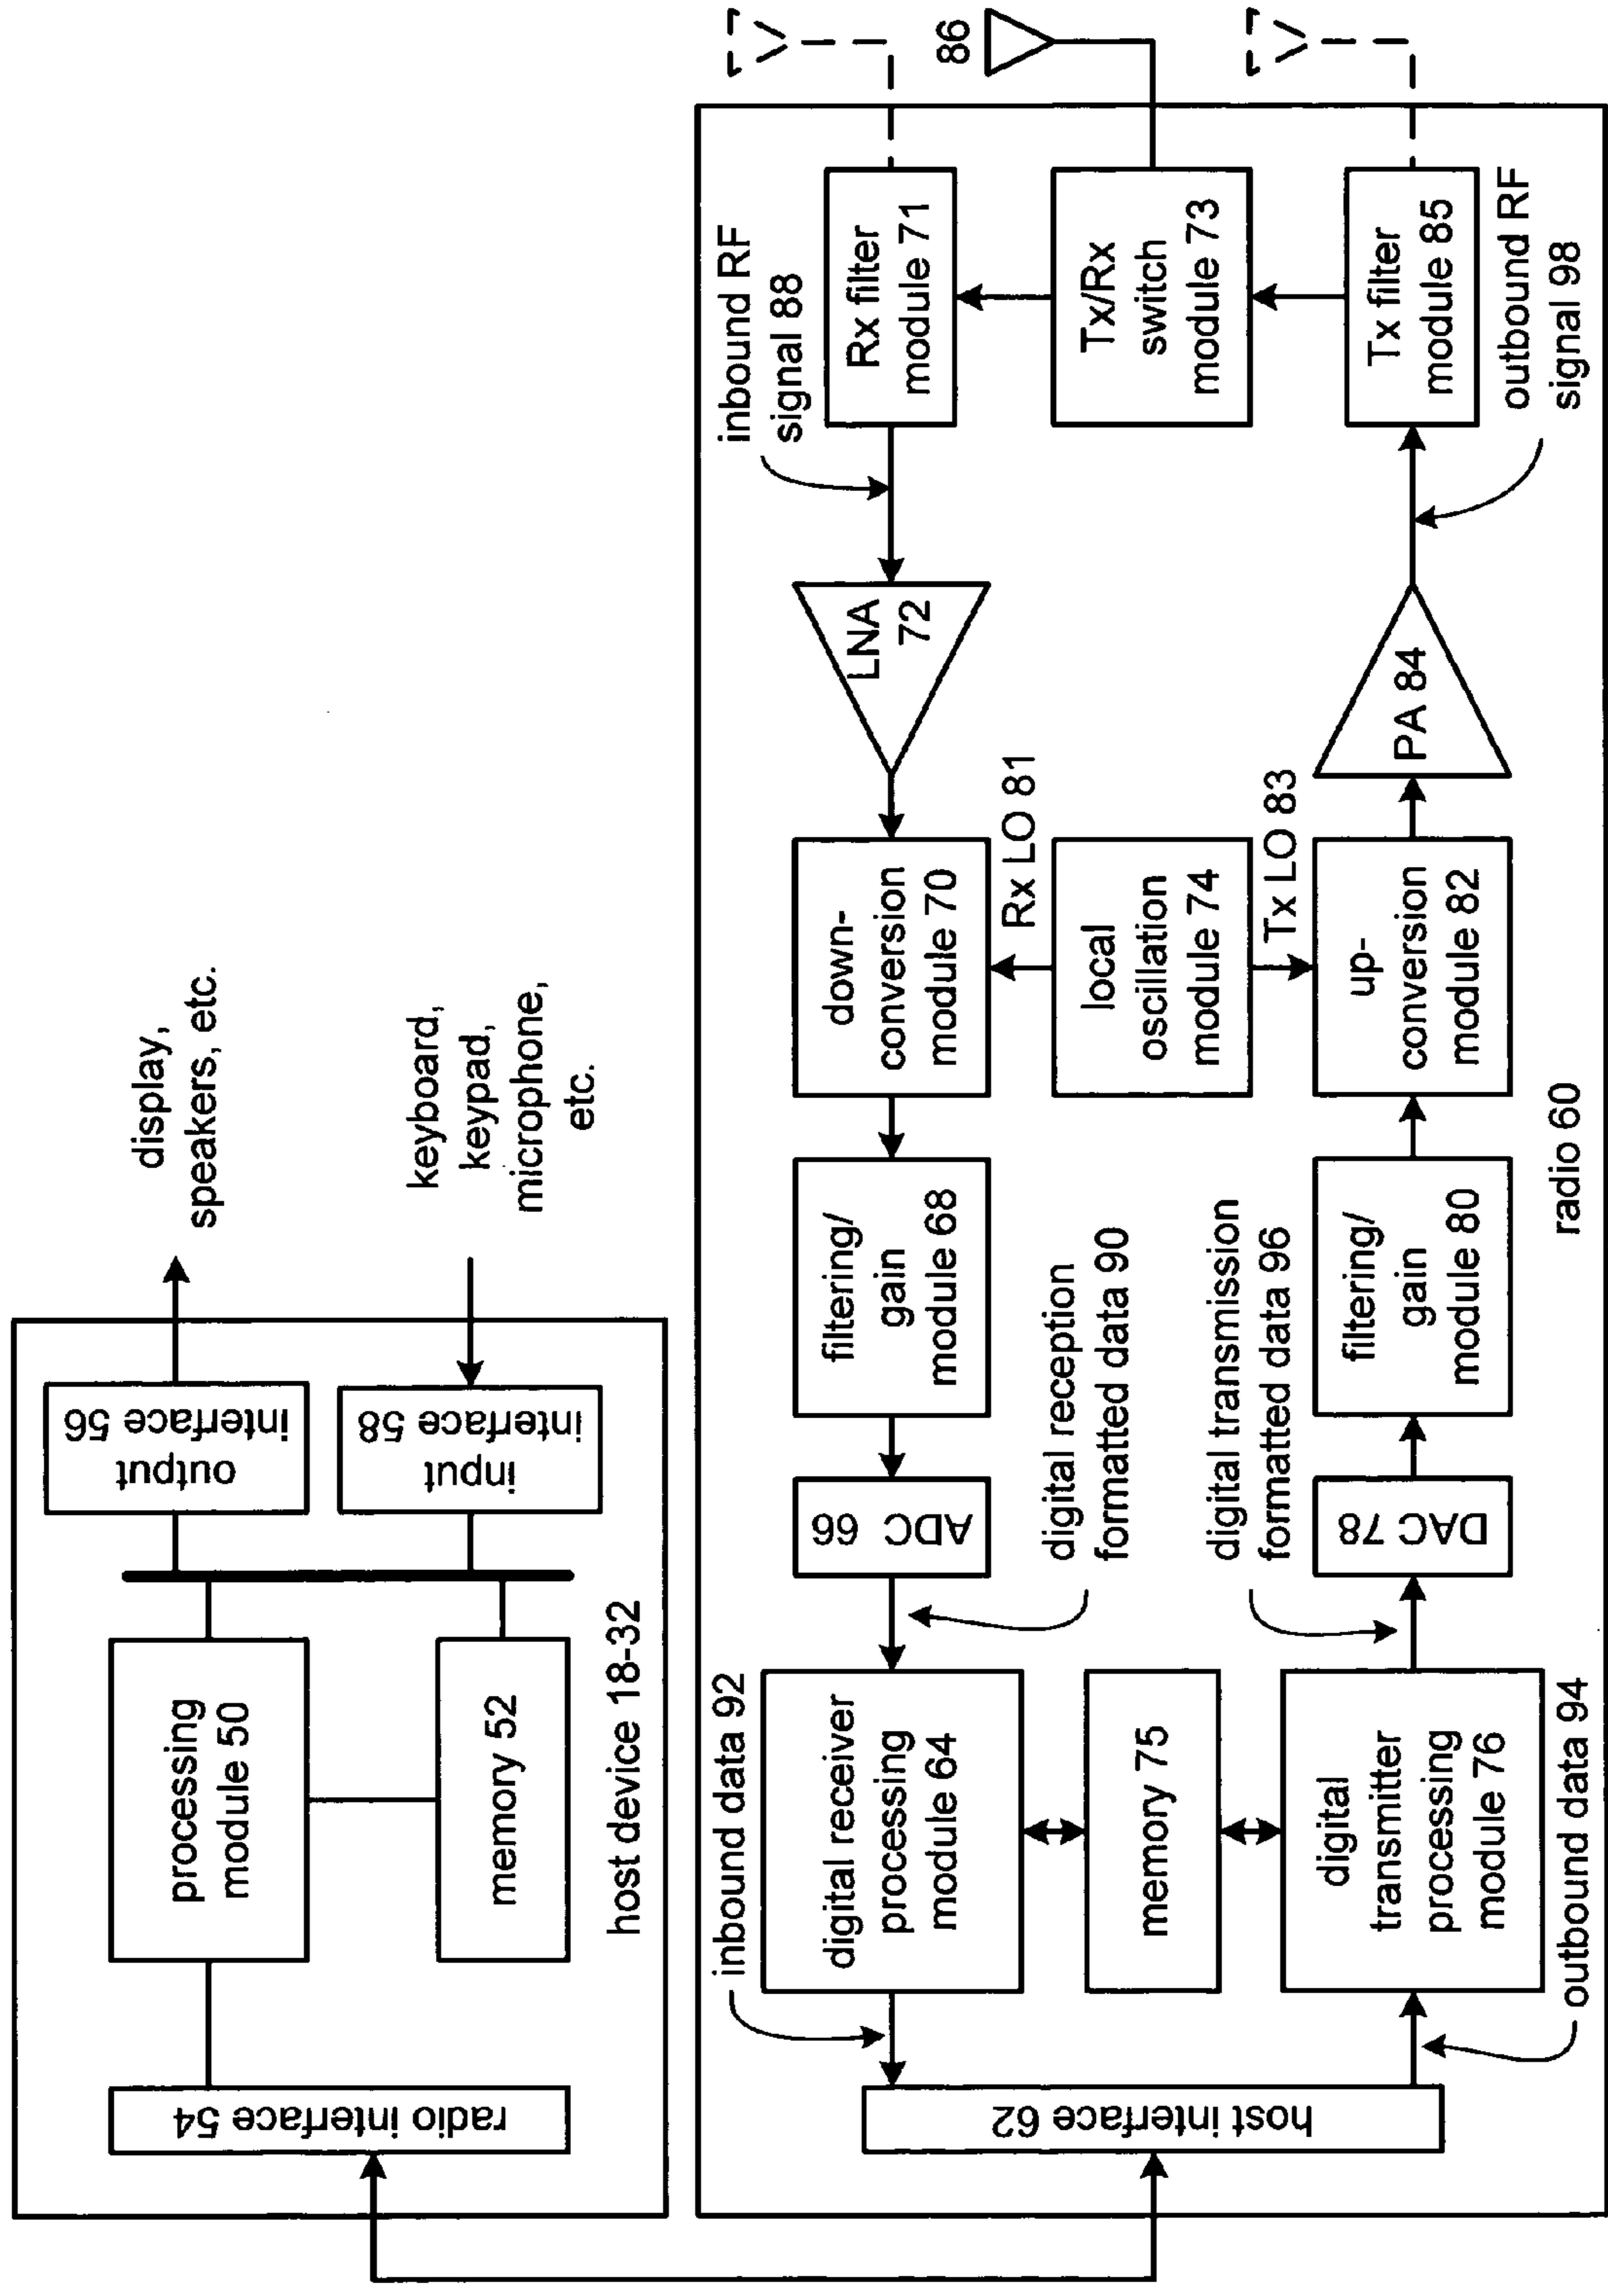 display,
speakers, etc.
keyboard,
keypad,
microphone,
etc.
output
interface 56
input
interface 58
processing
module 50
memory 52
radio interface 54
host device 18-32
86
inbound RF
signal 88
Rx filter
module 71
Tx/Rx
switch
module 73
Tx filter
module 85
outbound RF
signal 98
LNA
72
PA 84
down-
conversion
module 70
Rx LO 81
local
oscillation
module 74
Tx LO 83
up-
conversion
module 82
filtering/
gain
module 68
filtering/
gain
module 80
radio 60
ADC 66
digital reception
formatted data 90
digital transmission
formatted data 96
DAC 78
inbound data 92
digital receiver
processing
module 64
memory 75
digital
transmitter
processing
module 76
outbound data 94
host interface 62